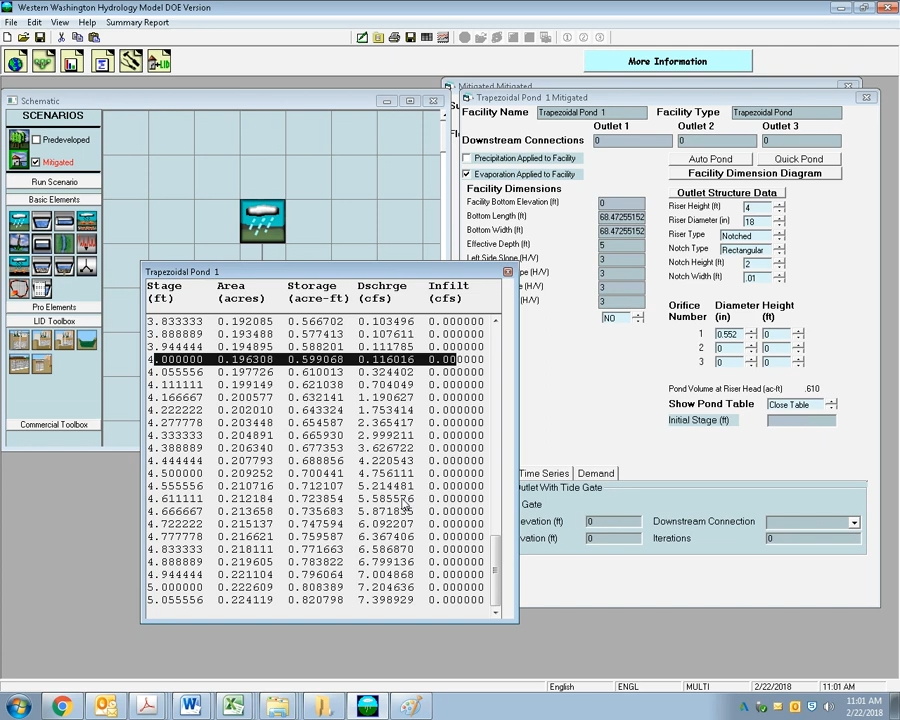 Western Washington Hydrology Model DOE Version
File Edit View Help Summary Report
More Information
Schematic
SCENARIOS
Predeveloped
Mitigated
Run Scenario
Basic Elements
Pro Elements
LID Toolbox
Commercial Toolbox
Mitigated Mitigated
Trapezoidal Pond 1 Mitigated
Facility Name Trapezoidal Pond 1 Facility Type Trapezoidal Pond
Outlet 1 Outlet 2 Outlet 3
Downstream Connections 0 0 0
Precipitation Applied to Facility Auto Pond Quick Pond
Evaporation Applied to Facility Facility Dimension Diagram
Facility Dimensions Outlet Structure Data
Facility Bottom Elevation (ft) 0 Riser Height (ft) 4
Bottom Length (ft) 68.47255152 Riser Diameter (in) 18
Bottom Width (ft) 68.47255152 Riser Type Notched
Effective Depth (ft) 5 Notch Type Rectangular
Left Side Slope (H/V) 3 Notch Height (ft) 2
(H/V) 3 Notch Width (ft) .01
(H/V) 3
(H/V) 3
NO
Orifice Diameter Height
Number (in) (ft)
1 0.552 0
2 0 0
3 0 0
Pond Volume at Riser Head (ac-ft) .610
Show Pond Table Close Table
Initial Stage (ft)
Time Series Demand
Outlet With Tide Gate
Gate
Elevation (ft) 0 Downstream Connection
0 Iterations 0
Trapezoidal Pond 1
Stage Area Storage Dschrge Infilt
(ft) (acres) (acre-ft) (cfs) (cfs)
3.833333 0.192085 0.566702 0.103496 0.000000
3.888889 0.193488 0.577413 0.107611 0.000000
3.944444 0.194895 0.588201 0.111785 0.000000
4.000000 0.196308 0.599068 0.116016 0.000000
4.055556 0.197726 0.610013 0.324402 0.000000
4.111111 0.199149 0.621038 0.704049 0.000000
4.166667 0.200577 0.632141 1.190627 0.000000
4.222222 0.202010 0.643324 1.753414 0.000000
4.277778 0.203448 0.654587 2.365417 0.000000
4.333333 0.204891 0.665930 2.999211 0.000000
4.388889 0.206340 0.677353 3.626722 0.000000
4.444444 0.207793 0.688856 4.220543 0.000000
4.500000 0.209252 0.700441 4.756111 0.000000
4.555556 0.210716 0.712107 5.214481 0.000000
4.611111 0.212184 0.723854 5.585576 0.000000
4.666667 0.213658 0.735683 0.000000
4.722222 0.215137 0.747594 6.092207 0.000000
4.777778 0.216621 0.759587 6.367406 0.000000
4.833333 0.218111 0.771663 6.586870 0.000000
4.888889 0.219605 0.783822 6.799136 0.000000
4.944444 0.221104 0.796064 7.004868 0.000000
5.000000 0.222609 0.808389 7.204636 0.000000
5.055556 0.224119 0.820798 7.398929 0.000000
English ENGL MULTI 2/22/2018 11:01 AM
11:01 AM
2/22/2018